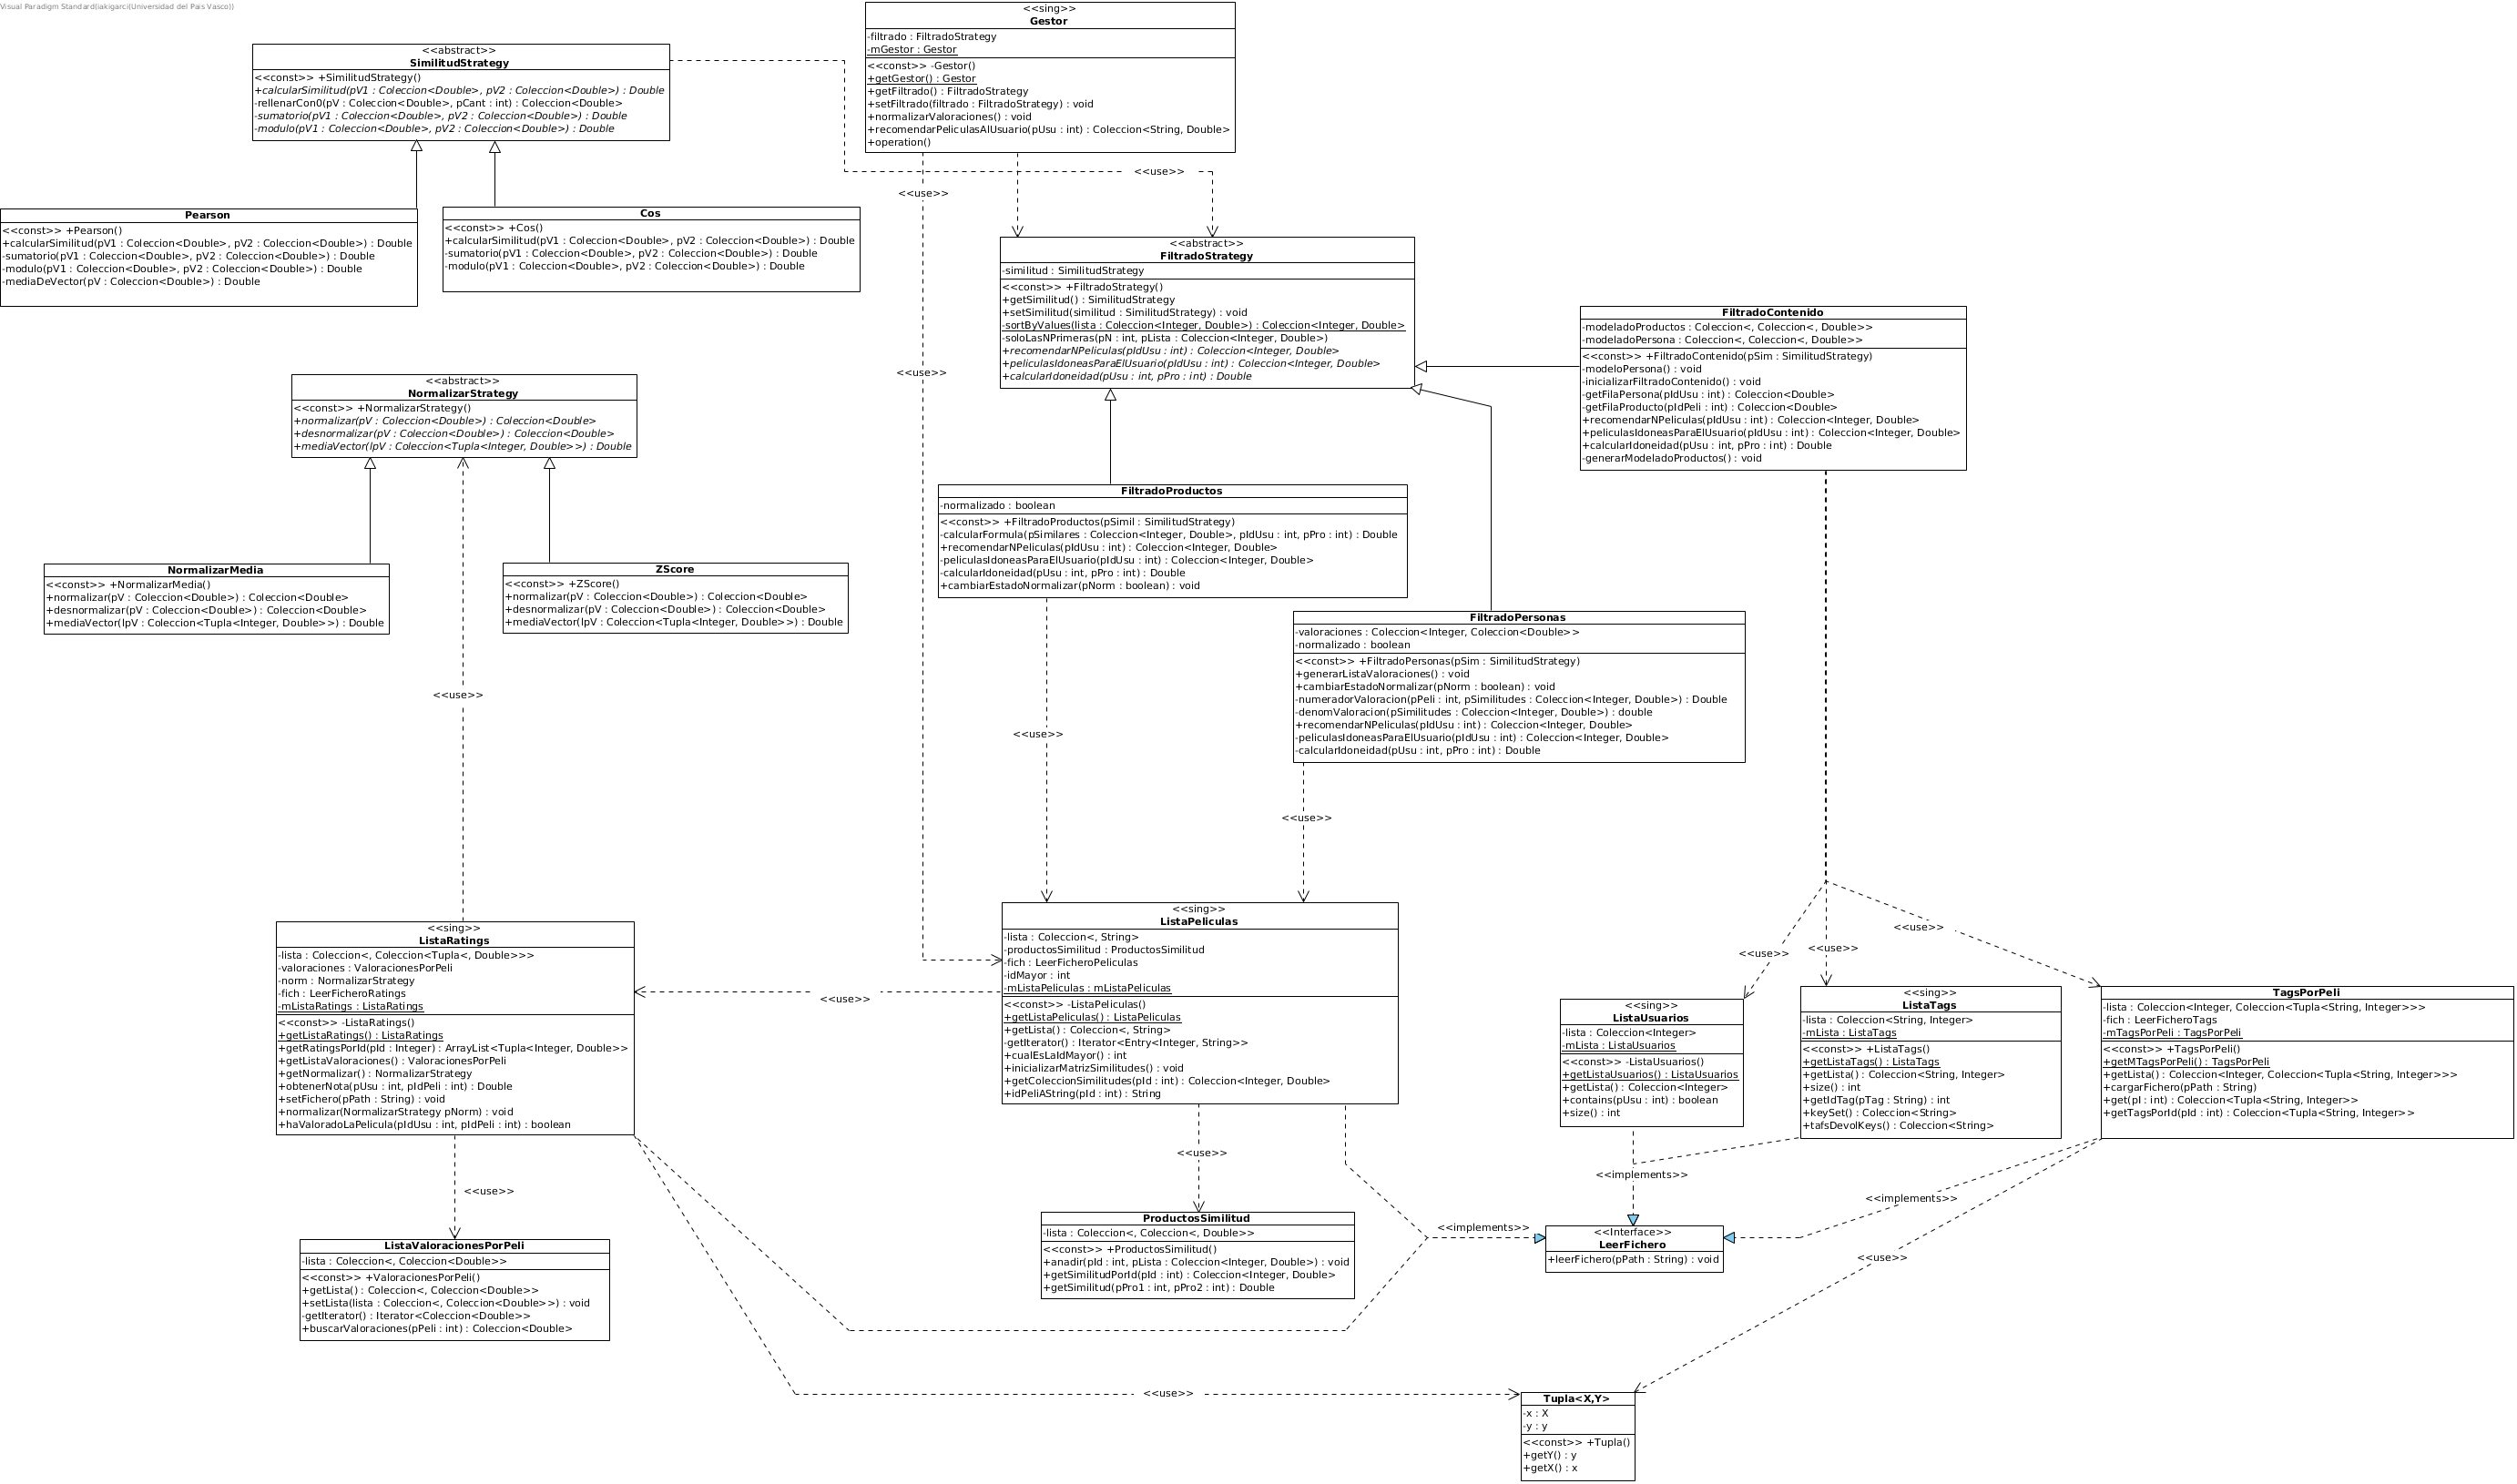 Visual Paradigm Standard(iakigarci(Universidad del Pais Vasco))
<<sing>>
Gestor
-filtrado : FiltradoStrategy
-mGestor : Gestor
<<const>> -Gestor()
+getGestor() : Gestor
+getFiltrado() : FiltradoStrategy
+setFiltrado(filtrado : FiltradoStrategy) : void
+normalizarValoraciones() : void
+recomendarPeliculasAlUsuario(pUsu : int) : Coleccion<String, Double>
+operation()
<<abstract>>
SimilitudStrategy
<<const>> +SimilitudStrategy()
+calcularSimilitud(pV1 : Coleccion<Double>, pV2 : Coleccion<Double>) : Double
-rellenarCon0(pV : Coleccion<Double>, pCant : int) : Coleccion<Double>
-sumatorio(pV1 : Coleccion<Double>, pV2 : Coleccion<Double>) : Double
-modulo(pV1 : Coleccion<Double>, pV2 : Coleccion<Double>) : Double
<<use>>
<<use>>
Pearson
<<const>> +Pearson()
+calcularSimilitud(pV1 : Coleccion<Double>, pV2 : Coleccion<Double>) : Double
-sumatorio(pV1 : Coleccion<Double>, pV2 : Coleccion<Double>) : Double
-modulo(pV1 : Coleccion<Double>, pV2 : Coleccion<Double>) : Double
-mediaDeVector(pV : Coleccion<Double>) : Double
Cos
<<const>> +Cos()
+calcularSimilitud(pV1 : Coleccion<Double>, pV2 : Coleccion<Double>) : Double
-sumatorio(pV1 : Coleccion<Double>, pV2 : Coleccion<Double>) : Double
-modulo(pV1 : Coleccion<Double>, pV2 : Coleccion<Double>) : Double
<<abstract>>
FiltradoStrategy
-similitud : SimilitudStrategy
<<const>> +FiltradoStrategy()
+getSimilitud() : SimilitudStrategy
+setSimilitud(similitud : SimilitudStrategy) : void
-sortByValues(lista : Coleccion<Integer, Double>) : Coleccion<Integer, Double>
-soloLasNPrimeras(pN : int, pLista : Coleccion<Integer, Double>)
+recomendarNPeliculas(pIdUsu : int) : Coleccion<Integer, Double>
+peliculasIdoneasParaElUsuario(pIdUsu : int) : Coleccion<Integer, Double>
+calcularIdoneidad(pUsu : int, pPro : int) : Double
FiltradoContenido
-modeladoProductos : Coleccion<, Coleccion<, Double>>
-modeladoPersona : Coleccion<, Coleccion<, Double>>
<<const>> +FiltradoContenido(pSim : SimilitudStrategy)
-modeloPersona() : void
-inicializarFiltradoContenido() : void
-getFilaPersona(pIdUsu : int) : Coleccion<Double>
-getFilaProducto(pIdPeli : int) : Coleccion<Double>
+recomendarNPeliculas(pIdUsu : int) : Coleccion<Integer, Double>
+peliculasIdoneasParaElUsuario(pIdUsu : int) : Coleccion<Integer, Double>
+calcularIdoneidad(pUsu : int, pPro : int) : Double
-generarModeladoProductos() : void
<<use>>
<<abstract>>
NormalizarStrategy
<<const>> +NormalizarStrategy()
+normalizar(pV : Coleccion<Double>) : Coleccion<Double>
+desnormalizar(pV : Coleccion<Double>) : Coleccion<Double>
+mediaVector(lpV : Coleccion<Tupla<Integer, Double>>) : Double
FiltradoProductos
-normalizado : boolean
<<const>> +FiltradoProductos(pSimil : SimilitudStrategy)
-calcularFormula(pSimilares : Coleccion<Integer, Double>, pIdUsu : int, pPro : int) : Double
+recomendarNPeliculas(pIdUsu : int) : Coleccion<Integer, Double>
-peliculasIdoneasParaElUsuario(pIdUsu : int) : Coleccion<Integer, Double>
-calcularIdoneidad(pUsu : int, pPro : int) : Double
+cambiarEstadoNormalizar(pNorm : boolean) : void
NormalizarMedia
<<const>> +NormalizarMedia()
+normalizar(pV : Coleccion<Double>) : Coleccion<Double>
+desnormalizar(pV : Coleccion<Double>) : Coleccion<Double>
+mediaVector(lpV : Coleccion<Tupla<Integer, Double>>) : Double
ZScore
<<const>> +ZScore()
+normalizar(pV : Coleccion<Double>) : Coleccion<Double>
+desnormalizar(pV : Coleccion<Double>) : Coleccion<Double>
+mediaVector(lpV : Coleccion<Tupla<Integer, Double>>) : Double
FiltradoPersonas
-valoraciones : Coleccion<Integer, Coleccion<Double>>
-normalizado : boolean
<<const>> +FiltradoPersonas(pSim : SimilitudStrategy)
+generarListaValoraciones() : void
+cambiarEstadoNormalizar(pNorm : boolean) : void
-numeradorValoracion(pPeli : int, pSimilitudes : Coleccion<Integer, Double>) : Double
-denomValoracion(pSimilitudes : Coleccion<Integer, Double>) : double
+recomendarNPeliculas(pIdUsu : int) : Coleccion<Integer, Double>
-peliculasIdoneasParaElUsuario(pIdUsu : int) : Coleccion<Integer, Double>
-calcularIdoneidad(pUsu : int, pPro : int) : Double
<<use>>
<<use>>
<<use>>
<<sing>>
ListaRatings
-lista : Coleccion<, Coleccion<Tupla<, Double>>>
-valoraciones : ValoracionesPorPeli
-norm : NormalizarStrategy
-fich : LeerFicheroRatings
-mListaRatings : ListaRatings
<<const>> -ListaRatings()
+getListaRatings() : ListaRatings
+getRatingsPorId(pId : Integer) : ArrayList<Tupla<Integer, Double>>
+getListaValoraciones() : ValoracionesPorPeli
+getNormalizar() : NormalizarStrategy
+obtenerNota(pUsu : int, pIdPeli : int) : Double
+setFichero(pPath : String) : void
+normalizar(NormalizarStrategy pNorm) : void
+haValoradoLaPelicula(pIdUsu : int, pIdPeli : int) : boolean
<<use>>
<<sing>>
ListaPeliculas
-lista : Coleccion<, String>
-productosSimilitud : ProductosSimilitud
-fich : LeerFicheroPeliculas
-idMayor : int
-mListaPeliculas : mListaPeliculas
<<const>> -ListaPeliculas()
+getListaPeliculas() : ListaPeliculas
+getLista() : Coleccion<, String>
-getIterator() : Iterator<Entry<Integer, String>>
+cualEsLaIdMayor() : int
+inicializarMatrizSimilitudes() : void
+getColeccionSimilitudes(pId : int) : Coleccion<Integer, Double>
+idPeliAString(pId : int) : String
<<use>>
<<use>>
<<use>>
<<sing>>
ListaUsuarios
-lista : Coleccion<Integer>
-mLista : ListaUsuarios
<<const>> -ListaUsuarios()
+getListaUsuarios() : ListaUsuarios
+getLista() : Coleccion<Integer>
+contains(pUsu : int) : boolean
+size() : int
<<sing>>
ListaTags
-lista : Coleccion<String, Integer>
-mLista : ListaTags
<<const>> +ListaTags()
+getListaTags() : ListaTags
+getLista() : Coleccion<String, Integer>
+size() : int
+getIdTag(pTag : String) : int
+keySet() : Coleccion<String>
+tafsDevolKeys() : Coleccion<String>
TagsPorPeli
-lista : Coleccion<Integer, Coleccion<Tupla<String, Integer>>>
-fich : LeerFicheroTags
-mTagsPorPeli : TagsPorPeli
<<const>> +TagsPorPeli()
+getMTagsPorPeli() : TagsPorPeli
+getLista() : Coleccion<Integer, Coleccion<Tupla<String, Integer>>>
+cargarFichero(pPath : String)
+get(pI : int) : Coleccion<Tupla<String, Integer>>
+getTagsPorId(pId : int) : Coleccion<Tupla<String, Integer>>
<<use>>
<<use>>
<<implements>>
<<implements>>
<<implements>>
<<use>>
ListaValoracionesPorPeli
-lista : Coleccion<, Coleccion<Double>>
<<const>> +ValoracionesPorPeli()
+getLista() : Coleccion<, Coleccion<Double>>
+setLista(lista : Coleccion<, Coleccion<Double>>) : void
-getIterator() : Iterator<Coleccion<Double>>
+buscarValoraciones(pPeli : int) : Coleccion<Double>
ProductosSimilitud
-lista : Coleccion<, Coleccion<, Double>>
<<const>> +ProductosSimilitud()
+anadir(pId : int, pLista : Coleccion<Integer, Double>) : void
+getSimilitudPorId(pId : int) : Coleccion<Integer, Double>
+getSimilitud(pPro1 : int, pPro2 : int) : Double
<<Interface>>
LeerFichero
+leerFichero(pPath : String) : void
<<use>>
Tupla<X,Y>
-x : X
-y : y
<<const>> +Tupla()
+getY() : y
+getX() : x